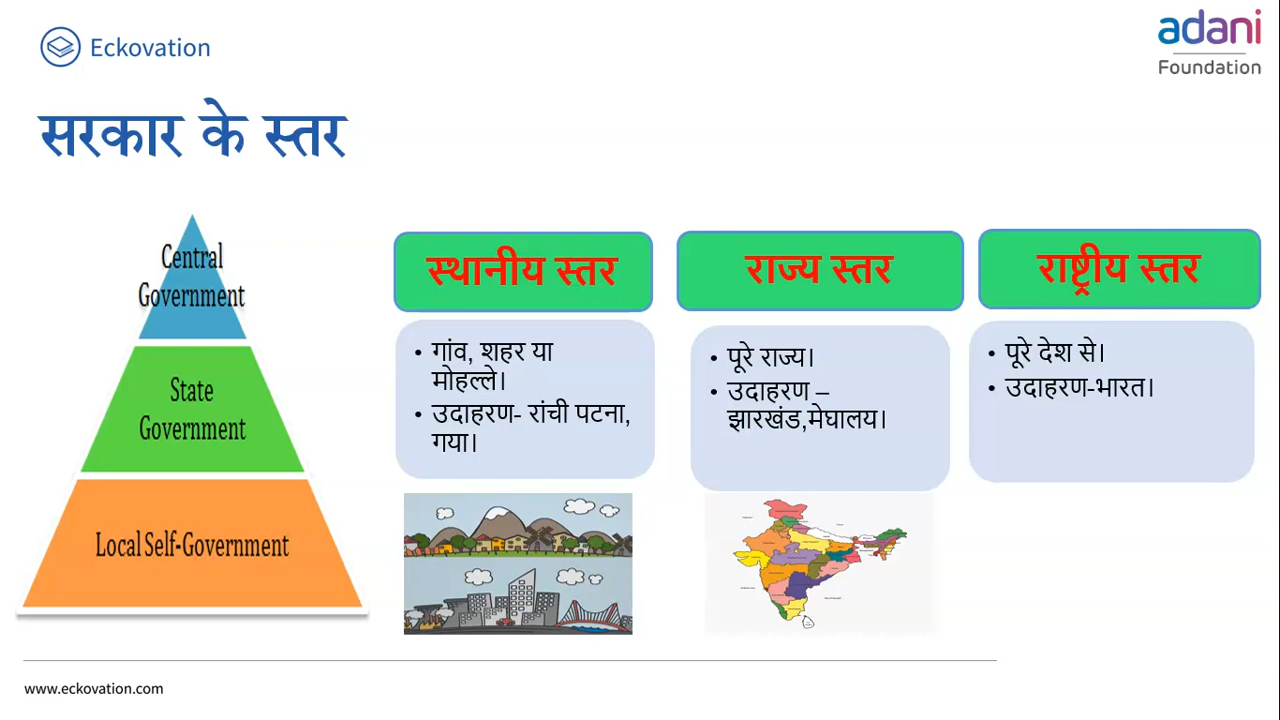 Eckovation
adani
Foundation
सरकार के स्तर
Central
Government
State
Government
Local Self-Government
स्थानीय स्तर
• गांव, शहर या
मोहल्ले।
• उदाहरण- रांची पटना,
गया।
राज्य स्तर
• पूरे राज्य।
• उदाहरण –
झारखंड,मेघालय।
राष्ट्रीय स्तर
• पूरे देश से।
• उदाहरण-भारत।
www.eckovation.com